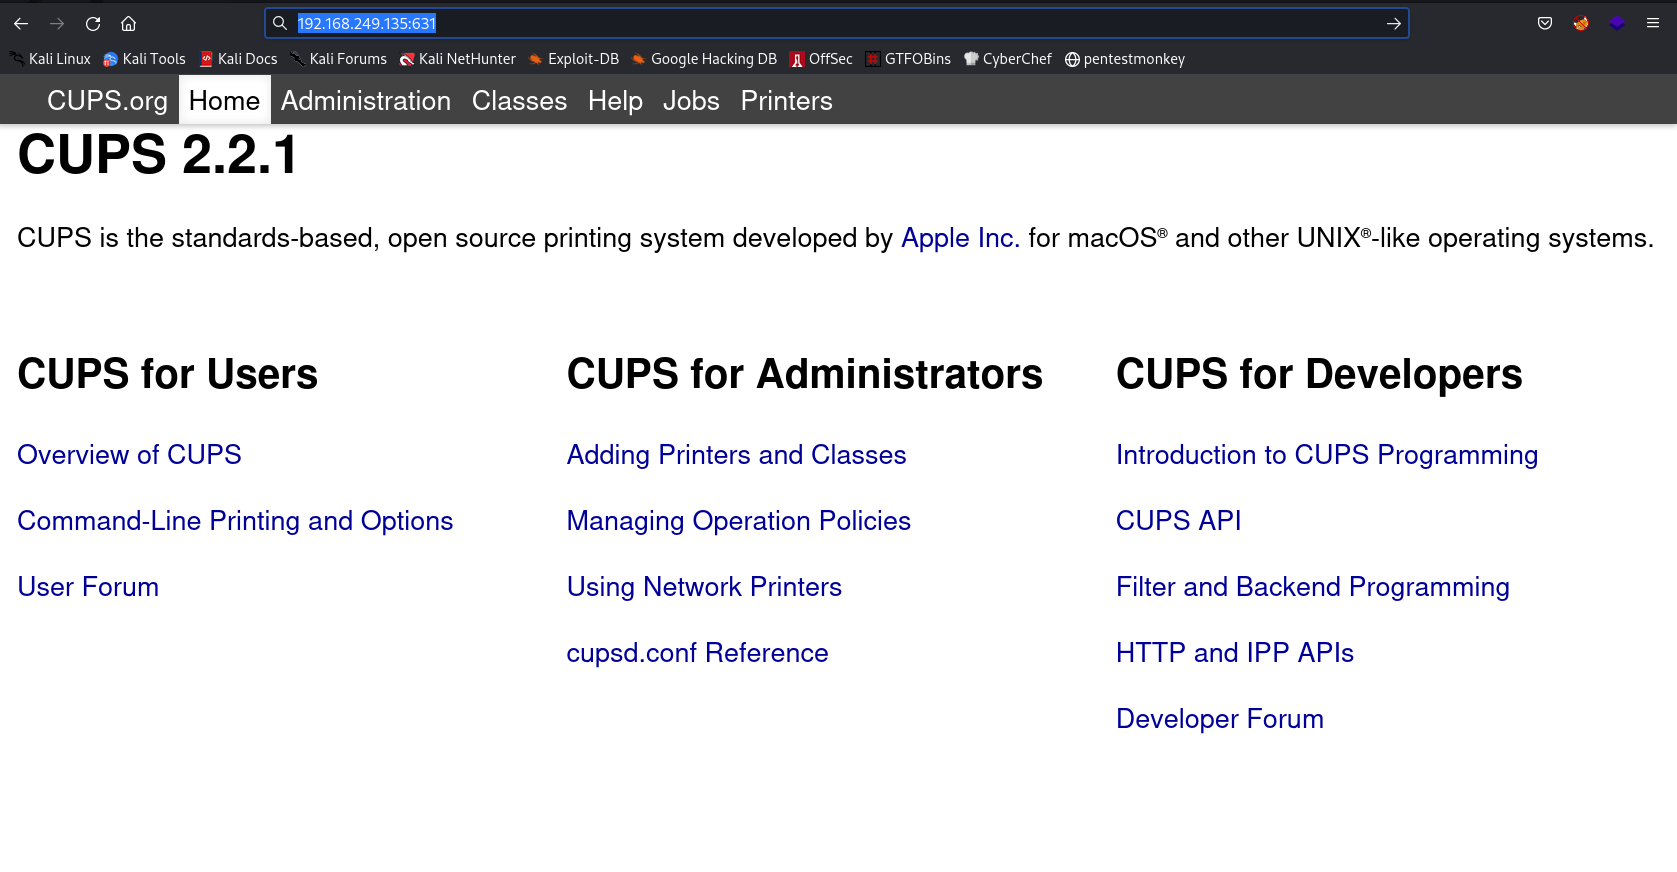 192.168.249.135:631
Kali Linux Kali Tools Kali Docs Kali Forums Kali NetHunter Exploit-DB Google Hacking DB OffSec GTFOBins CyberChef pentestmonkey
CUPS.org Home Administration Classes Help Jobs Printers
CUPS 2.2.1
CUPS is the standards-based, open source printing system developed by Apple Inc. for macOS® and other UNIX®-like operating systems.
CUPS for Users
Overview of CUPS
Command-Line Printing and Options
User Forum
CUPS for Administrators
Adding Printers and Classes
Managing Operation Policies
Using Network Printers
cupsd.conf Reference
CUPS for Developers
Introduction to CUPS Programming
CUPS API
Filter and Backend Programming
HTTP and IPP APIs
Developer Forum